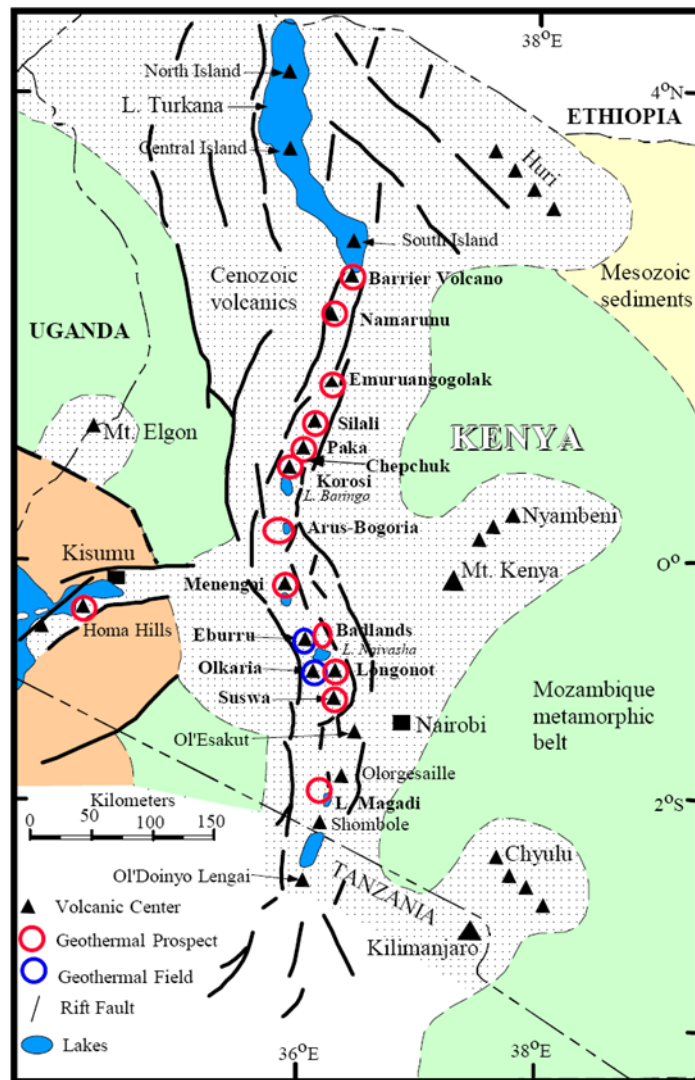 38°E
North Island
4°N
L. Turkana
ETHIOPIA
Central Island
Huri
South Island
Cenozoic
volcanics
Barrier Volcano
Mesozoic
sediments
Namarunu
UGANDA
Emuruangogolak
Silali
KENYA
Mt. Elgon
Paka
Chepchuk
Korosi
L. Baringo
Nyambeni
Arus-Bogoria
Kisumu
0°
Mt. Kenya
Menengai
Homa Hills
Eburru
Badlands
L. Naivasha
Olkaria
Longonot
Suswa
Mozambique
metamorphic
belt
Nairobi
Ol'Esakut
Olorgesaille
Kilometers
L. Magadi
2°S
0 50 100 150
Shombole
Chyulu
Ol'Doinyo Lengai
TANZANIA
Volcanic Center
Kilimanjaro
Geothermal Prospect
Geothermal Field
Rift Fault
Lakes
36°E
38°E